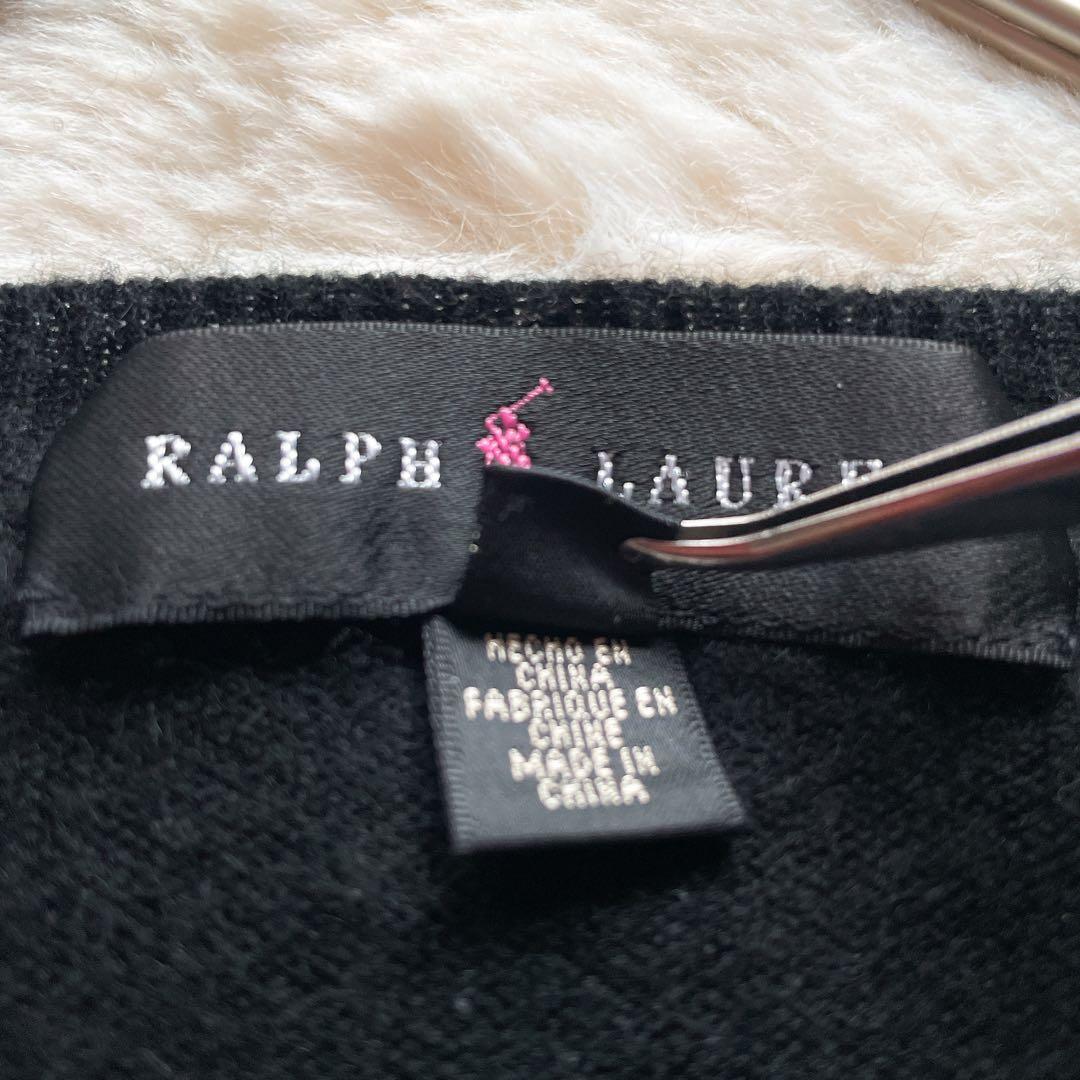 RALPH LAURE
HECHO EN
CHINA
FABRIQUE EN
CHINE
MADE IN
CHINA